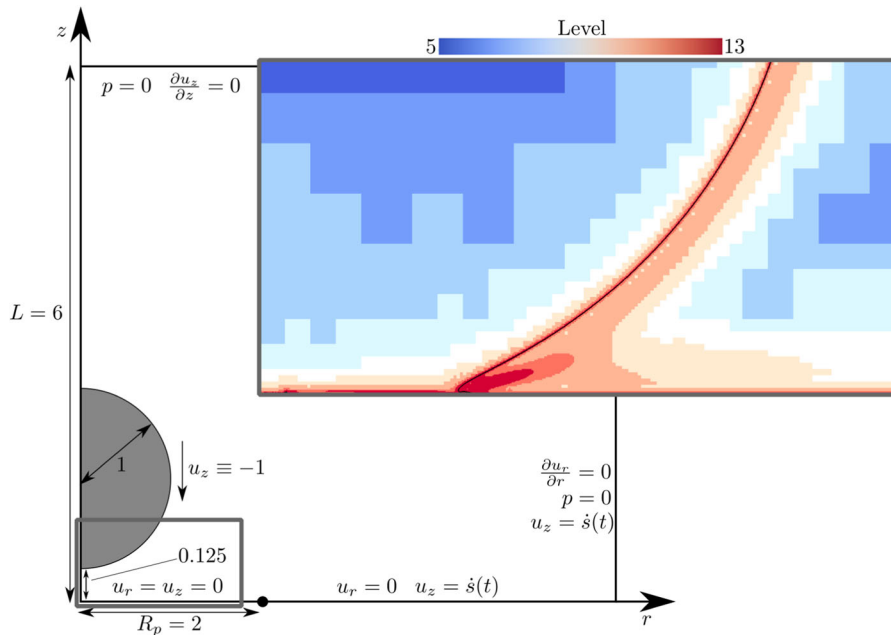 z
Level
5 13
p = 0 ∂u_z/∂z = 0
L = 6
1
u_z ≡ −1
∂u_r/∂r = 0
p = 0
u_z = ṡ(t)
0.125
u_r = u_z = 0 u_r = 0 u_z = ṡ(t)
R_p = 2 r